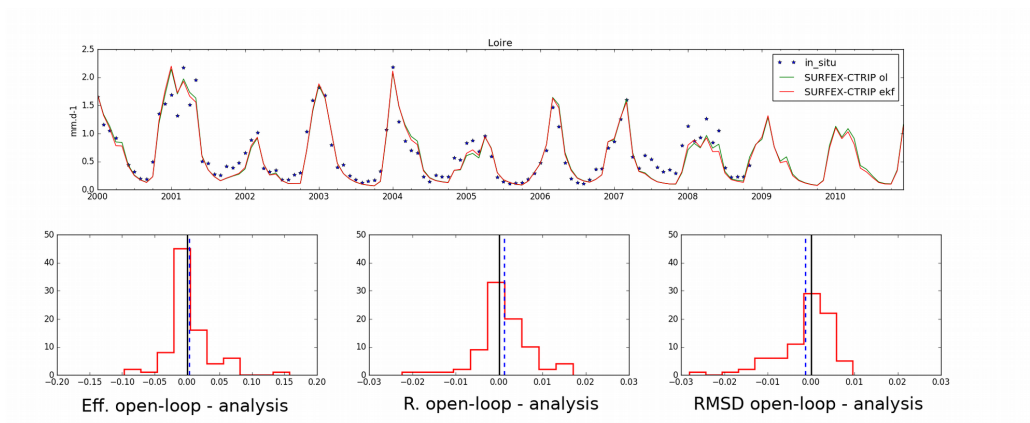 Loire
2.5
2.0
1.5
1.0
0.5
0.0
mm.d-1
in_situ
SURFEX-CTRIP ol
SURFEX-CTRIP ekf
2000 2001 2002 2003 2004 2005 2006 2007 2008 2009 2010
50
40
30
20
10
0
-0.20 -0.15 -0.10 -0.05 0.00 0.05 0.10 0.15 0.20
Eff. open-loop - analysis
50
40
30
20
10
0
-0.03 -0.02 -0.01 0.00 0.01 0.02 0.03
R. open-loop - analysis
50
40
30
20
10
0
-0.03 -0.02 -0.01 0.00 0.01 0.02 0.03
RMSD open-loop - analysis